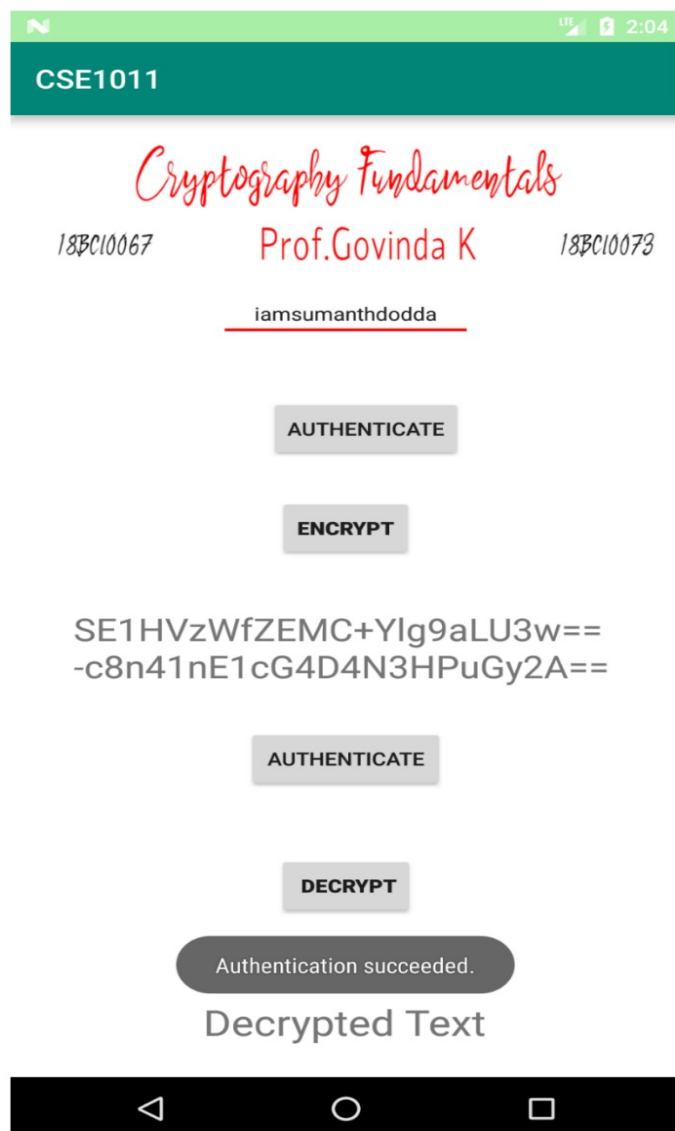 LTE 2:04
CSE1011
Cryptography Fundamentals
18BCI0067 Prof.Govinda K 18BCI0073
iamsumanthdodda
AUTHENTICATE
ENCRYPT
SE1HVzWfZEMC+Ylg9aLU3w==
-c8n41nE1cG4D4N3HPuGy2A==
AUTHENTICATE
DECRYPT
Authentication succeeded.
Decrypted Text